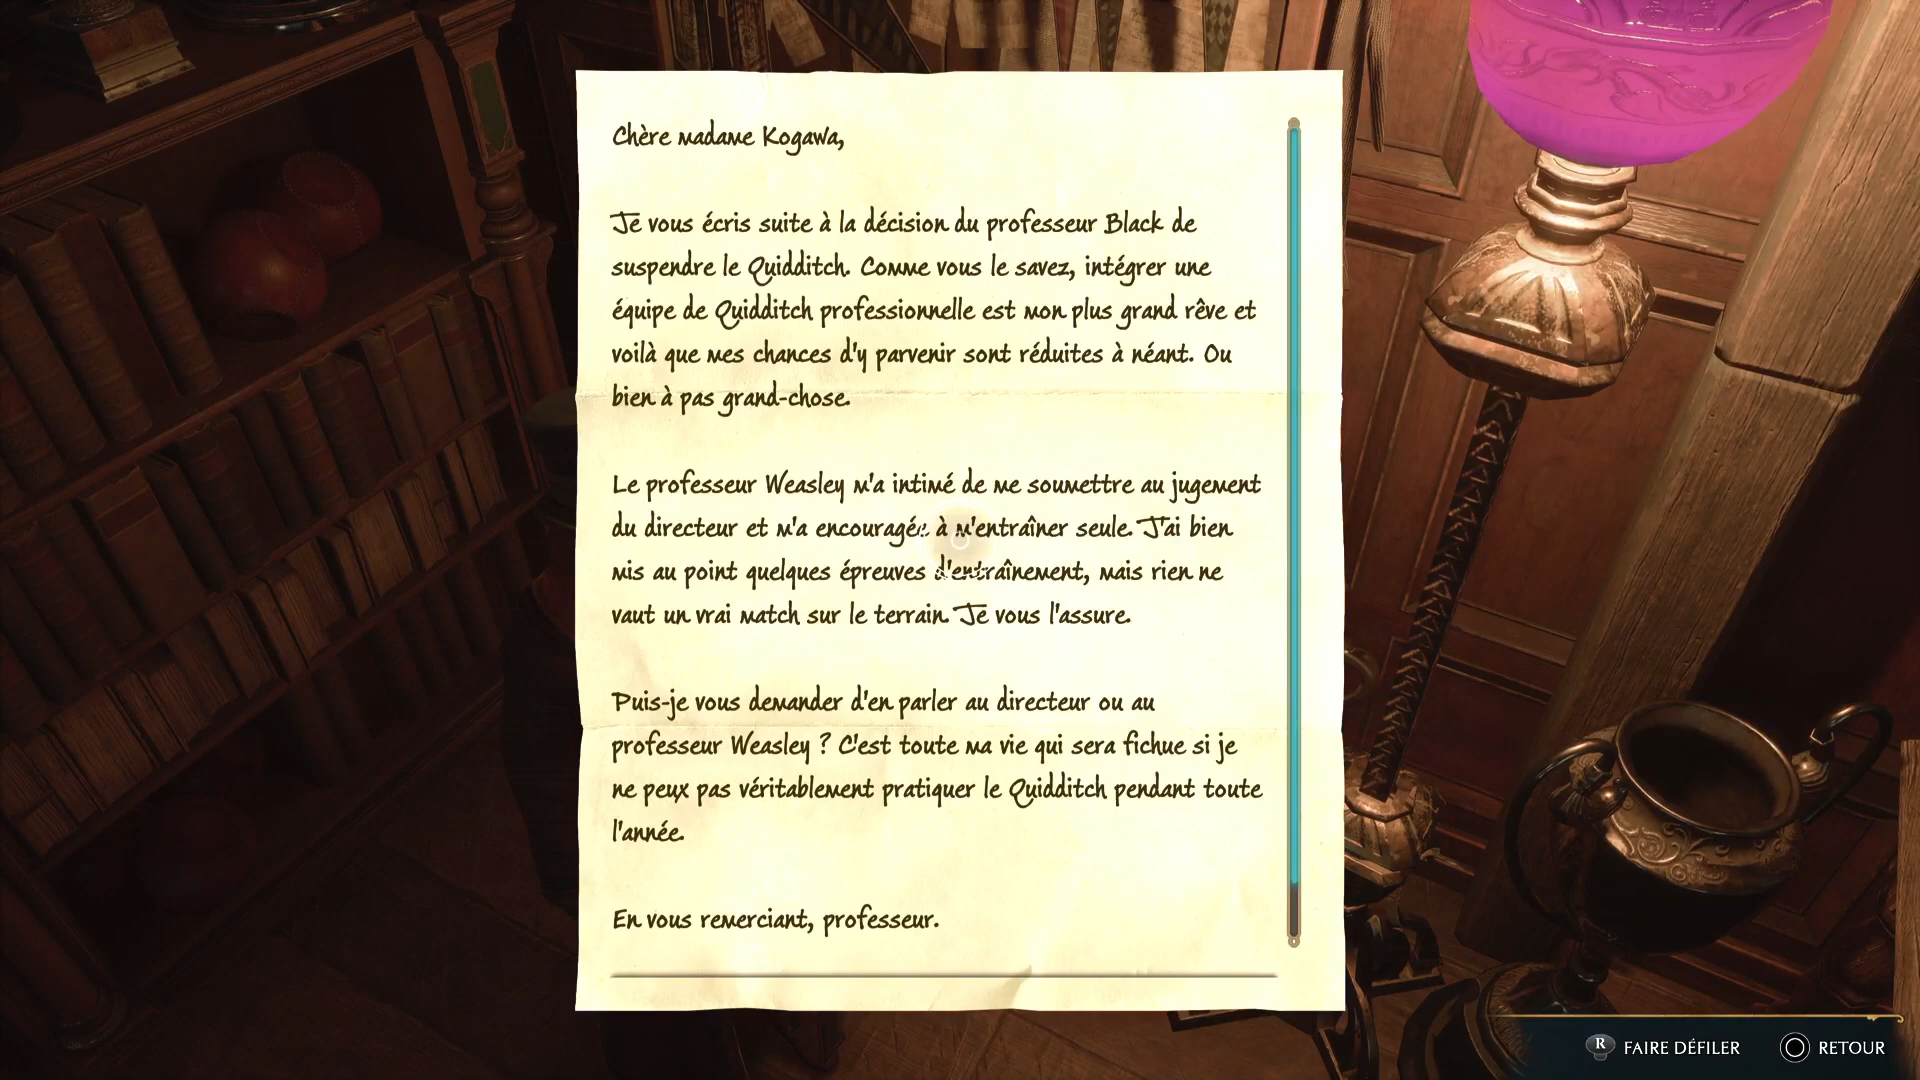 Chère madame Kogawa,
Je vous écris suite à la décision du professeur Black de
suspendre le Quidditch. Comme vous le savez, intégrer une
équipe de Quidditch professionnelle est mon plus grand rêve et
voilà que mes chances d'y parvenir sont réduites à néant. Ou
bien à pas grand-chose.
Le professeur Weasley m'a intimé de me soumettre au jugement
du directeur et m'a encouragée à m'entraîner seule. J'ai bien
mis au point quelques épreuves d'entraînement, mais rien ne
vaut un vrai match sur le terrain. Je vous l'assure.
Puis-je vous demander d'en parler au directeur ou au
professeur Weasley ? C'est toute ma vie qui sera fichue si je
ne peux pas véritablement pratiquer le Quidditch pendant toute
l'année.
En vous remerciant, professeur.
R FAIRE DÉFILER
RETOUR